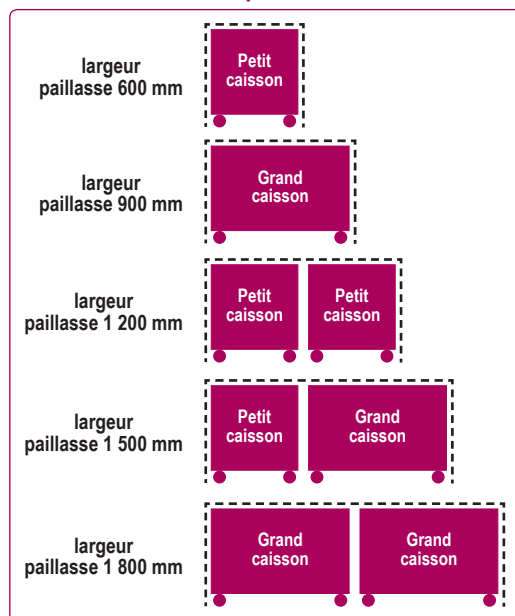 largeur
paillasse 600 mm
Petit
caisson
largeur
paillasse 900 mm
Grand
caisson
largeur
paillasse 1 200 mm
Petit
caisson
Petit
caisson
largeur
paillasse 1 500 mm
Petit
caisson
Grand
caisson
largeur
paillasse 1 800 mm
Grand
caisson
Grand
caisson